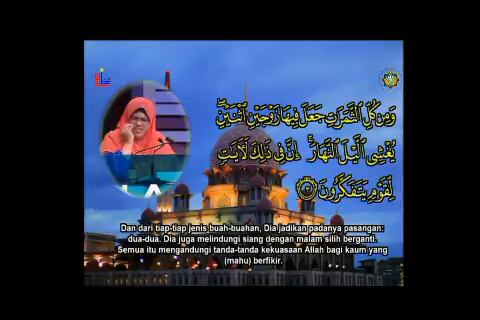 وَمِن كُلِّ ٱلثَّمَرَٰتِ جَعَلَ فِيهَا زَوْجَيْنِ ٱثْنَيْنِ ۖ
يُغْشِى ٱلَّيْلَ ٱلنَّهَارَ ۚ إِنَّ فِى ذَٰلِكَ لَءَايَٰتٍ
لِّقَوْمٍ يَتَفَكَّرُونَ ٣
Dan dari tiap-tiap jenis buah-buahan, Dia jadikan padanya pasangan:
dua-dua. Dia juga melindungi siang dengan malam silih berganti.
Semua itu mengandungi tanda-tanda kekuasaan Allah bagi kaum yang
(mahu) berfikir.